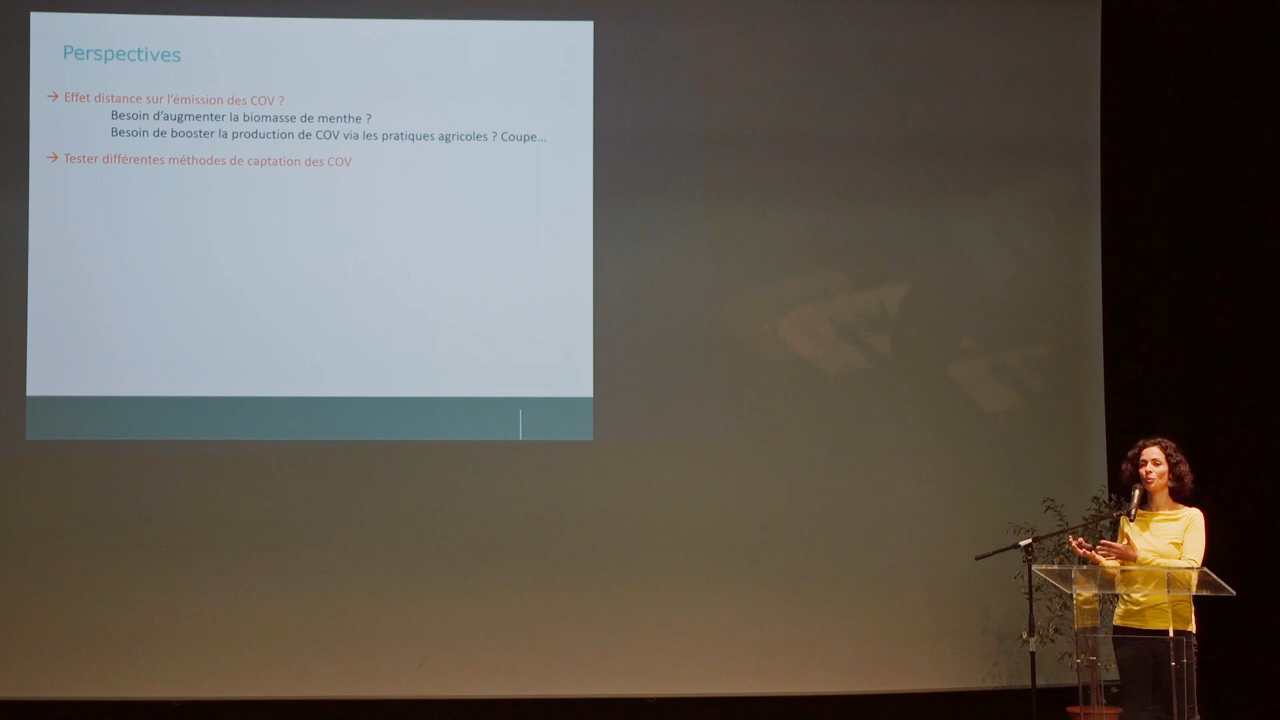 Perspectives
→ Effet distance sur l'émission des COV ?
Besoin d'augmenter la biomasse de menthe ?
Besoin de booster la production de COV via les pratiques agricoles ? Coupe...
→ Tester différentes méthodes de captation des COV